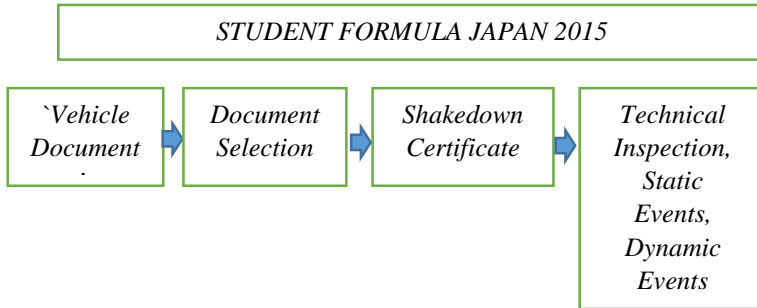 STUDENT FORMULA JAPAN 2015
`Vehicle
Document
.
Document
Selection
Shakedown
Certificate
Technical
Inspection,
Static
Events,
Dynamic
Events